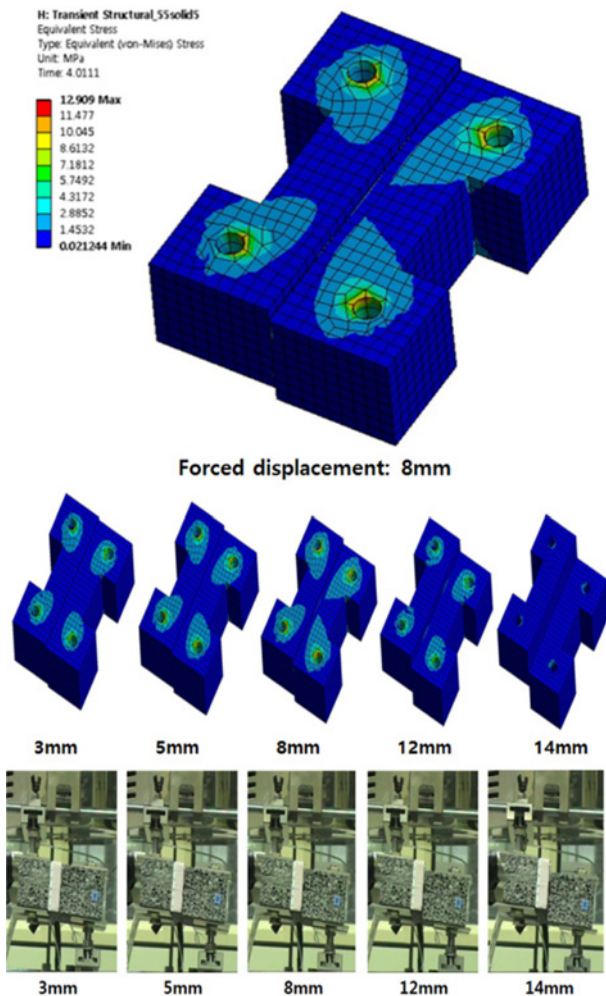 H: Transient Structural_55solid5
Equivalent Stress
Type: Equivalent (von-Mises) Stress
Unit: MPa
Time: 4.0111
12.909 Max
11.477
10.045
8.6132
7.1812
5.7492
4.3172
2.8852
1.4532
0.021244 Min
Forced displacement: 8mm
3mm 5mm 8mm 12mm 14mm
3mm 5mm 8mm 12mm 14mm